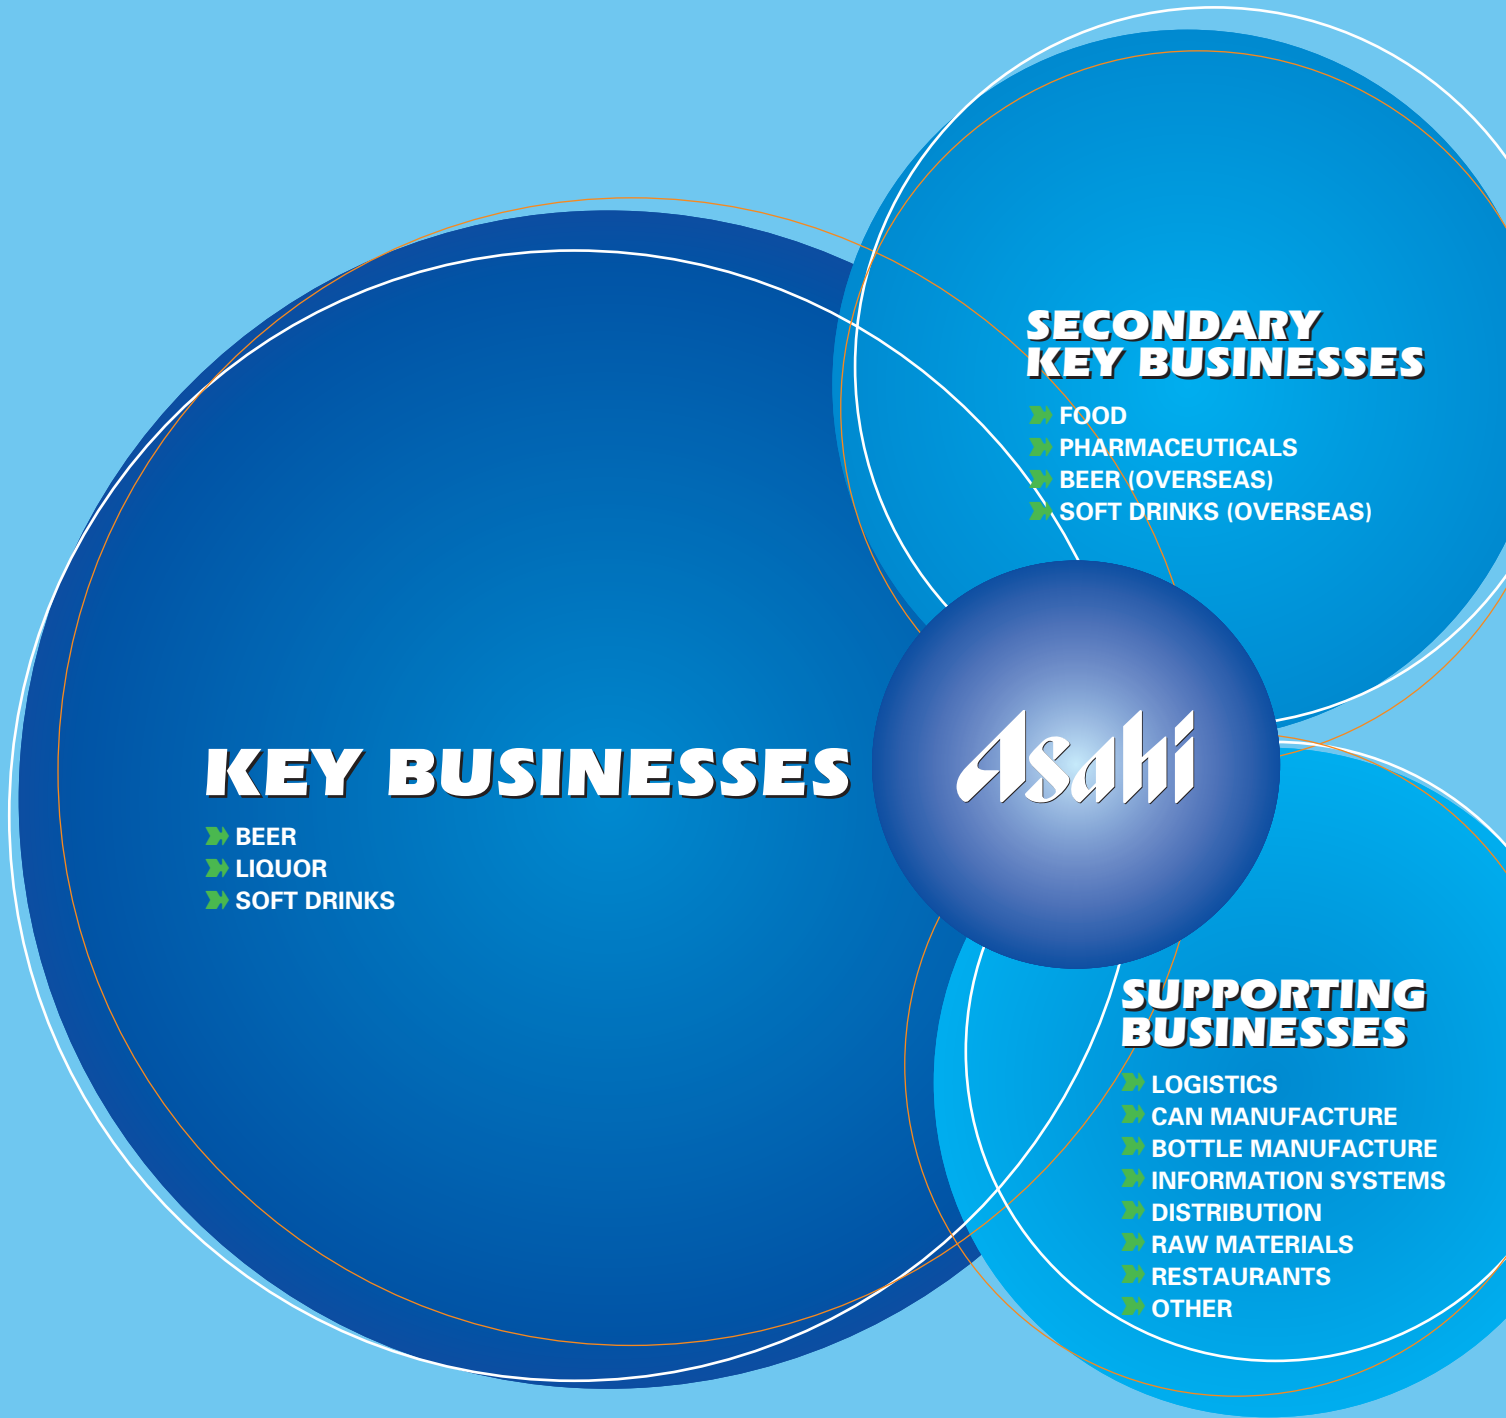 SECONDARY
KEY BUSINESSES
FOOD
PHARMACEUTICALS
BEER (OVERSEAS)
SOFT DRINKS (OVERSEAS)
Asahi
KEY BUSINESSES
BEER
LIQUOR
SOFT DRINKS
SUPPORTING
BUSINESSES
LOGISTICS
CAN MANUFACTURE
BOTTLE MANUFACTURE
INFORMATION SYSTEMS
DISTRIBUTION
RAW MATERIALS
RESTAURANTS
OTHER